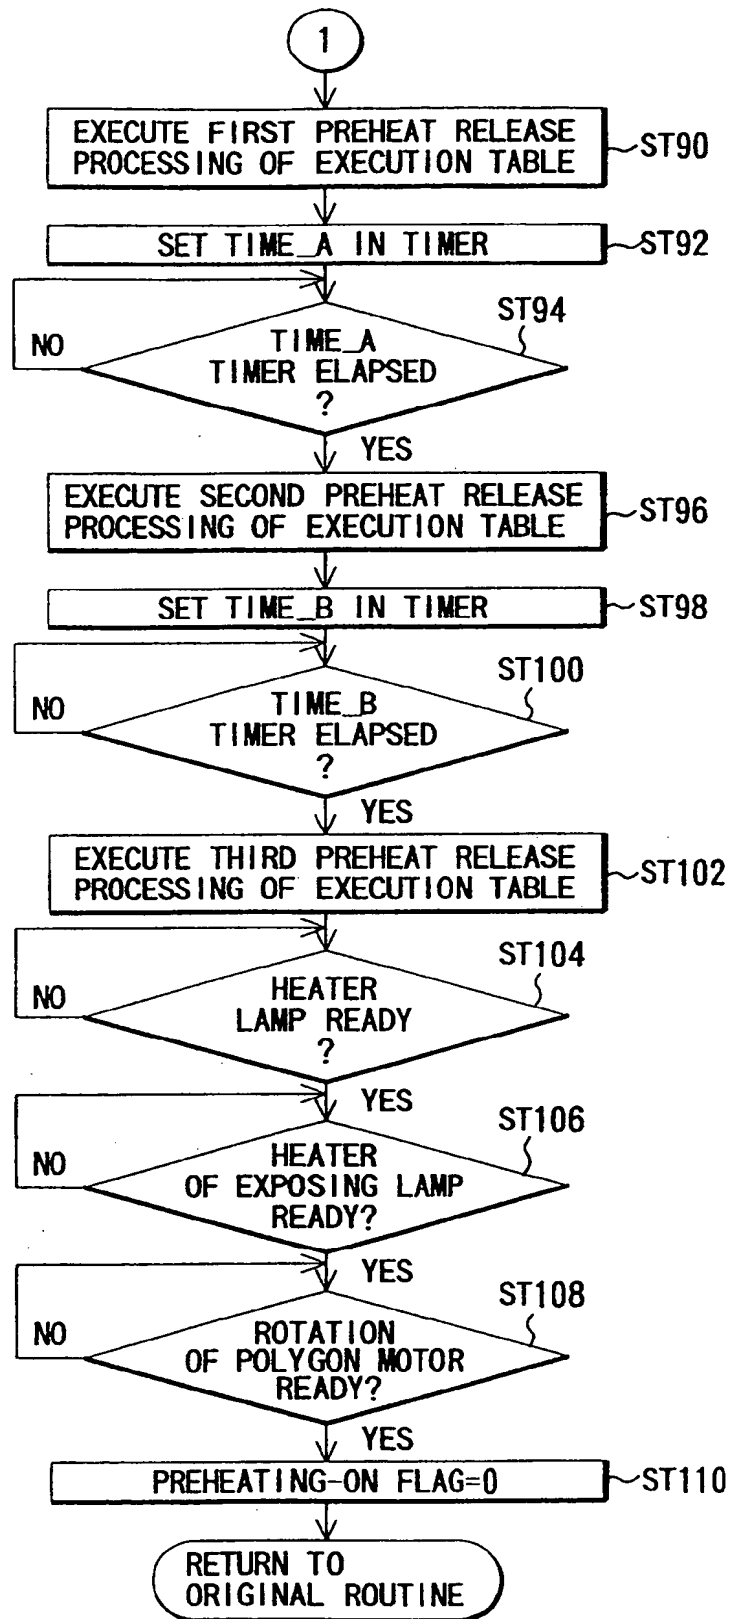 1
EXECUTE FIRST PREHEAT RELEASE
PROCESSING OF EXECUTION TABLE
ST90
SET TIME_A IN TIMER
ST92
ST94
TIME_A
TIMER ELAPSED
?
NO
YES
EXECUTE SECOND PREHEAT RELEASE
PROCESSING OF EXECUTION TABLE
ST96
SET TIME_B IN TIMER
ST98
ST100
TIME_B
TIMER ELAPSED
?
NO
YES
EXECUTE THIRD PREHEAT RELEASE
PROCESSING OF EXECUTION TABLE
ST102
ST104
HEATER
LAMP READY
?
NO
YES
ST106
HEATER
OF EXPOSING LAMP
READY?
NO
YES
ST108
ROTATION
OF POLYGON MOTOR
READY?
NO
YES
PREHEATING-ON FLAG=0
ST110
RETURN TO
ORIGINAL ROUTINE